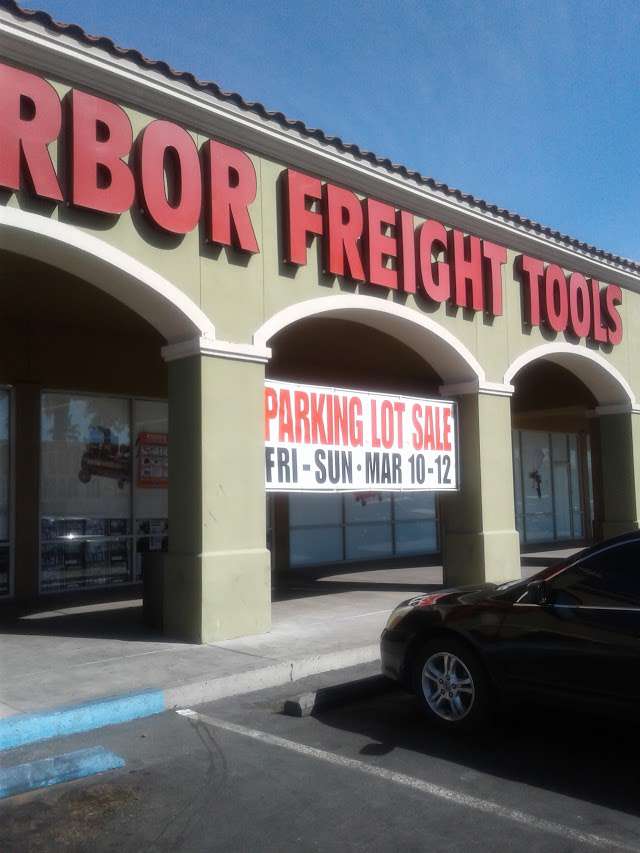 RBOR FREIGHT TOOLS
PARKING LOT SALE
FRI - SUN • MAR 10 - 12